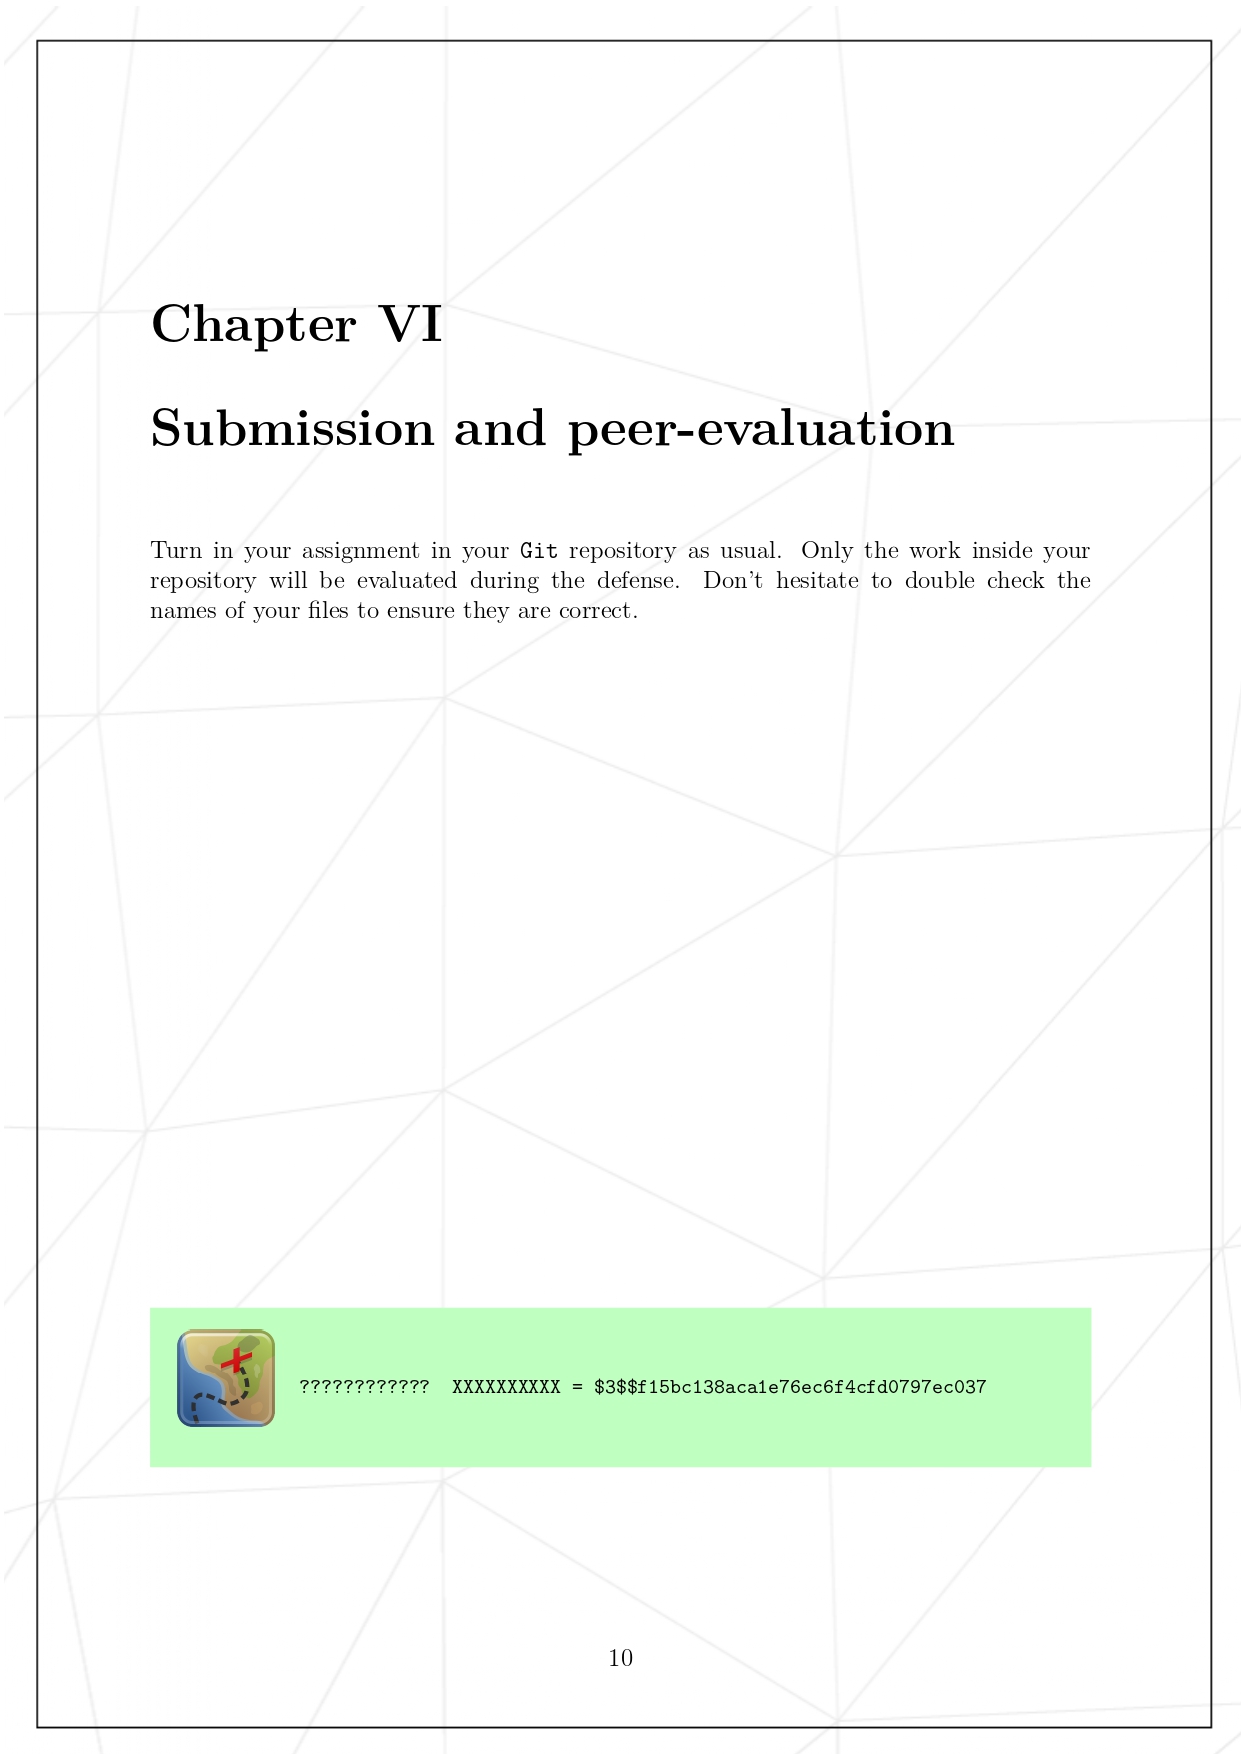 Chapter VI
Submission and peer-evaluation
Turn in your assignment in your Git repository as usual. Only the work inside your
repository will be evaluated during the defense. Don't hesitate to double check the
names of your files to ensure they are correct.
???????????? XXXXXXXXXX = $3$$f15bc138aca1e76ec6f4cfd0797ec037
10